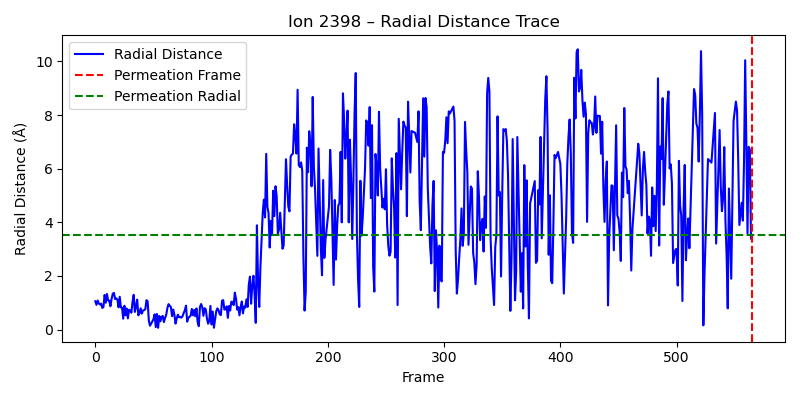 Ion 2398 – Radial Distance Trace
Radial Distance
Permeation Frame
Permeation Radial
Radial Distance (Å)
10
8
6
4
2
0
0 100 200 300 400 500
Frame